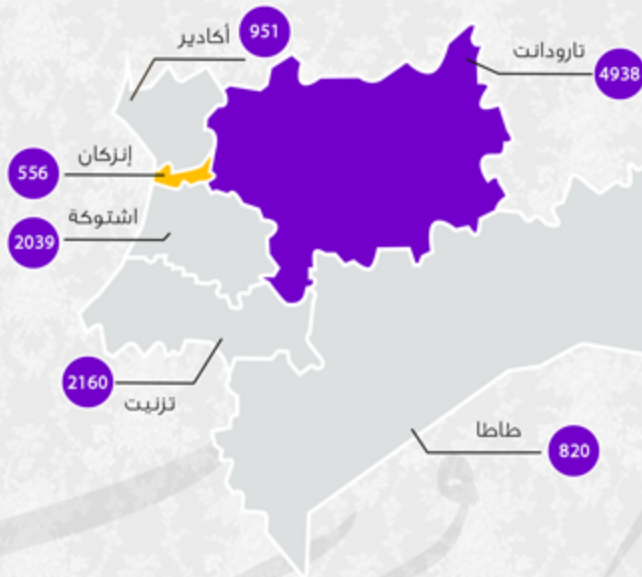 أكادير
951
تارودانت
4938
إنزكان
556
اشتوكة
2039
2160
تزنيت
طاطا
820